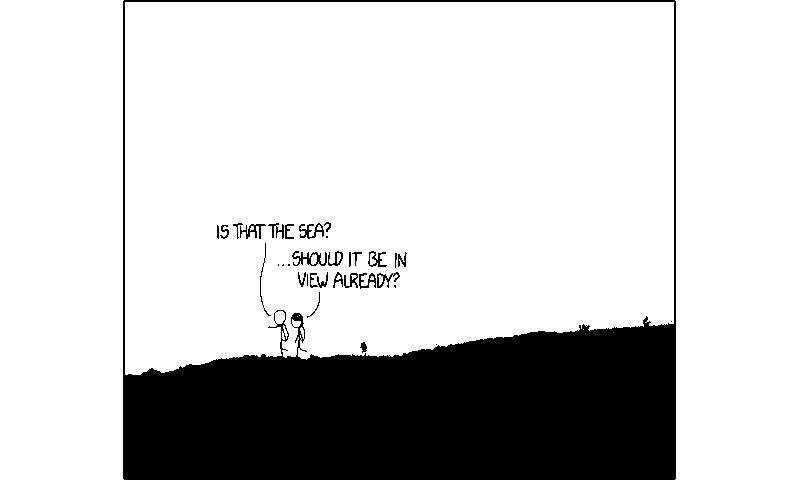 IS THAT THE SEA?
...SHOULD IT BE IN
VIEW ALREADY?